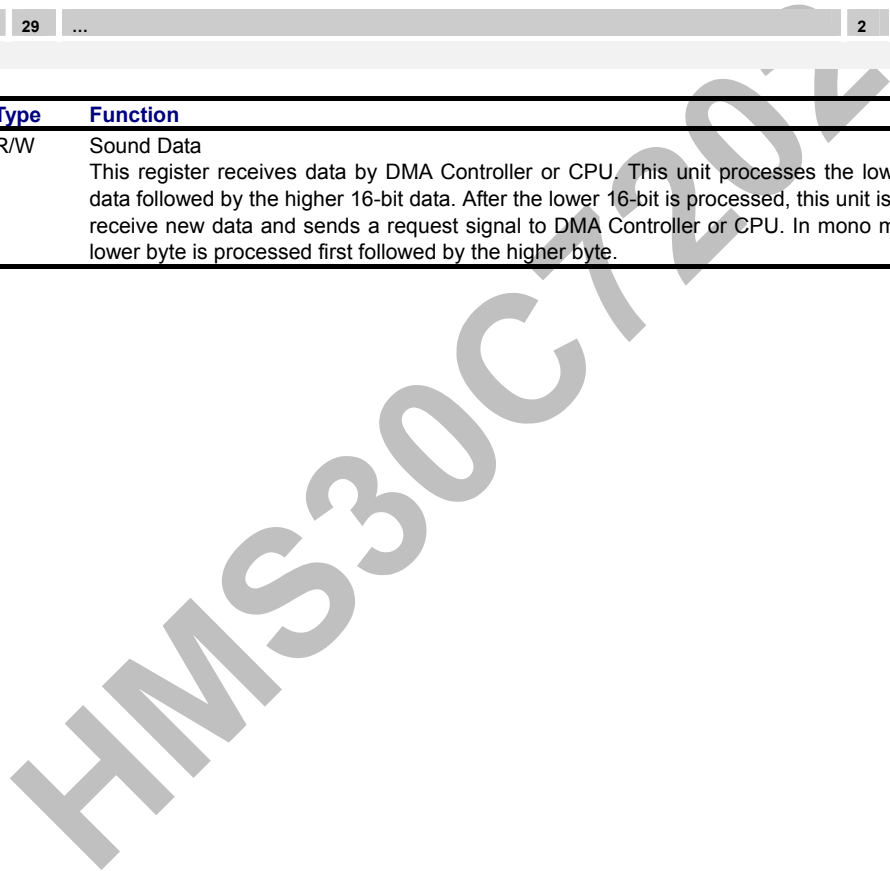 29 ... 2
Type Function
R/W Sound Data
This register receives data by DMA Controller or CPU. This unit processes the
data followed by the higher 16-bit data. After the lower 16-bit is processed, this unit is
receive new data and sends a request signal to DMA Controller or CPU. In mono
lower byte is processed first followed by the higher byte.
HMS30C7202